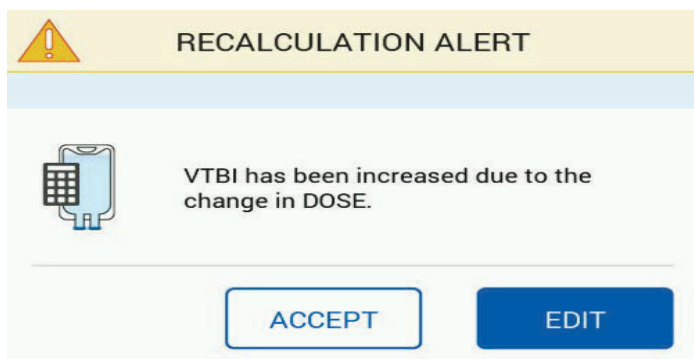 RECALCULATION ALERT
VTBI has been increased due to the
change in DOSE.
ACCEPT
EDIT